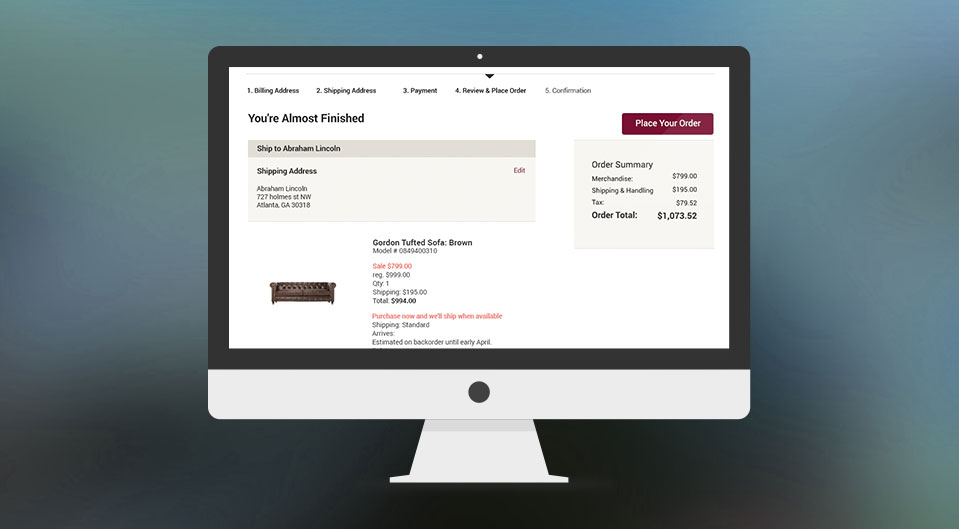 1. Billing Address
2. Shipping Address
3. Payment
4. Review & Place Order
5. Confirmation
You're Almost Finished
Place Your Order
Ship to Abraham Lincoln
Shipping Address
Edit
Abraham Lincoln
727 holmes st NW
Atlanta, GA 30318
Order Summary
Merchandise: $799.00
Shipping & Handling $195.00
Tax: $79.52
Order Total: $1,073.52
Gordon Tufted Sofa: Brown
Model # 0849400310
Sale $799.00
reg. $999.00
Qty: 1
Shipping: $195.00
Total: $994.00
Purchase now and we'll ship when available
Shipping: Standard
Arrives:
Estimated on backorder until early April.